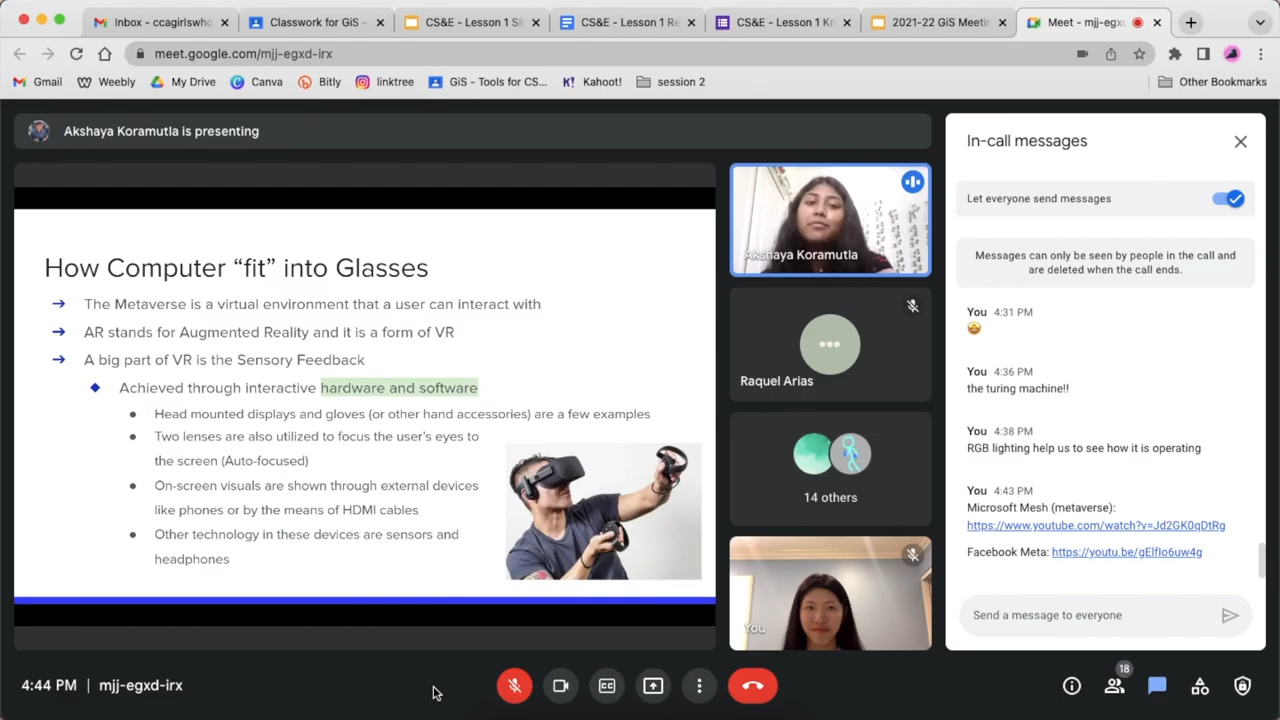 Inbox - ccagirlswho
Classwork for GiS -
CS&E - Lesson 1 Sli
CS&E - Lesson 1 Re
CS&E - Lesson 1 Kn
2021-22 GiS Meetin
Meet - mjj-egxd
meet.google.com/mjj-egxd-irx
Gmail
Weebly
My Drive
Canva
Bitly
linktree
GiS - Tools for CS...
Kahoot!
session 2
Other Bookmarks
Akshaya Koramutla is presenting
How Computer “fit” into Glasses
The Metaverse is a virtual environment that a user can interact with
AR stands for Augmented Reality and it is a form of VR
A big part of VR is the Sensory Feedback
Achieved through interactive hardware and software
Head mounted displays and gloves (or other hand accessories) are a few examples
Two lenses are also utilized to focus the user’s eyes to
the screen (Auto-focused)
On-screen visuals are shown through external devices
like phones or by the means of HDMI cables
Other technology in these devices are sensors and
headphones
Akshaya Koramutla
Raquel Arias
14 others
You
In-call messages
Let everyone send messages
Messages can only be seen by people in the call and
are deleted when the call ends.
You 4:31 PM
You 4:36 PM
the turing machine!!
You 4:38 PM
RGB lighting help us to see how it is operating
You 4:43 PM
Microsoft Mesh (metaverse):
https://www.youtube.com/watch?v=Jd2GK0qDtRg
Facebook Meta: https://youtu.be/gElfIo6uw4g
Send a message to everyone
4:44 PM | mjj-egxd-irx
18